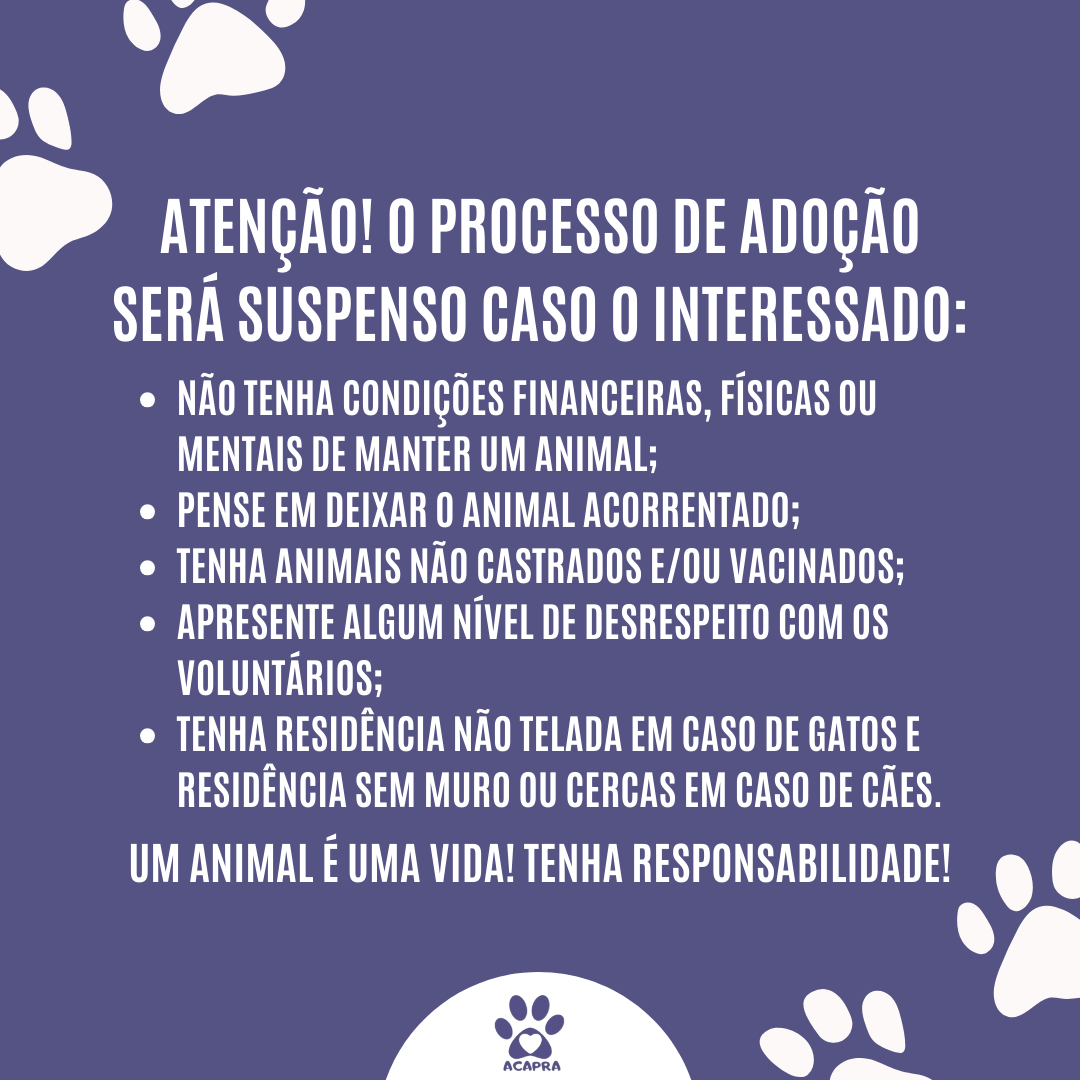 ATENÇÃO! O PROCESSO DE ADOÇÃO
SERÁ SUSPENSO CASO O INTERESSADO:
• NÃO TENHA CONDIÇÕES FINANCEIRAS, FÍSICAS OU
MENTAIS DE MANTER UM ANIMAL;
• PENSE EM DEIXAR O ANIMAL ACORRENTADO;
• TENHA ANIMAIS NÃO CASTRADOS E/OU VACINADOS;
• APRESENTE ALGUM NÍVEL DE DESRESPEITO COM OS
VOLUNTÁRIOS;
• TENHA RESIDÊNCIA NÃO TELADA EM CASO DE GATOS E
RESIDÊNCIA SEM MURO OU CERCAS EM CASO DE CÃES.
UM ANIMAL É UMA VIDA! TENHA RESPONSABILIDADE!
ACAPRA